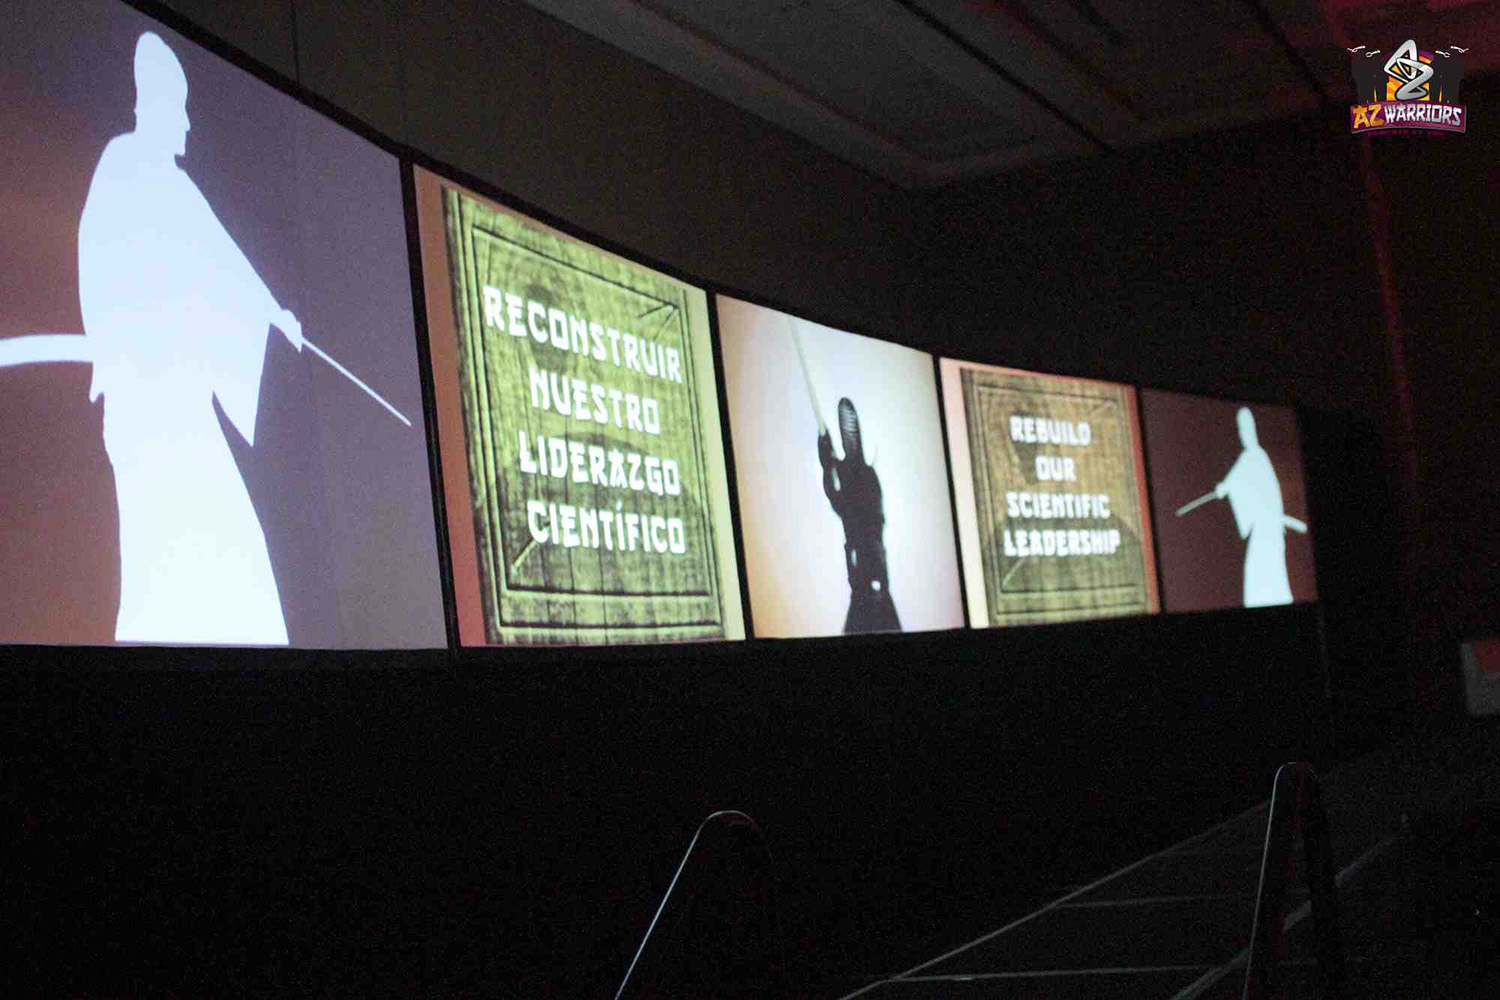 RECONSTRUIR
NUESTRO
LIDERAZGO
CIENTÍFICO
REBUILD
OUR
SCIENTIFIC
LEADERSHIP
AZ WARRIORS